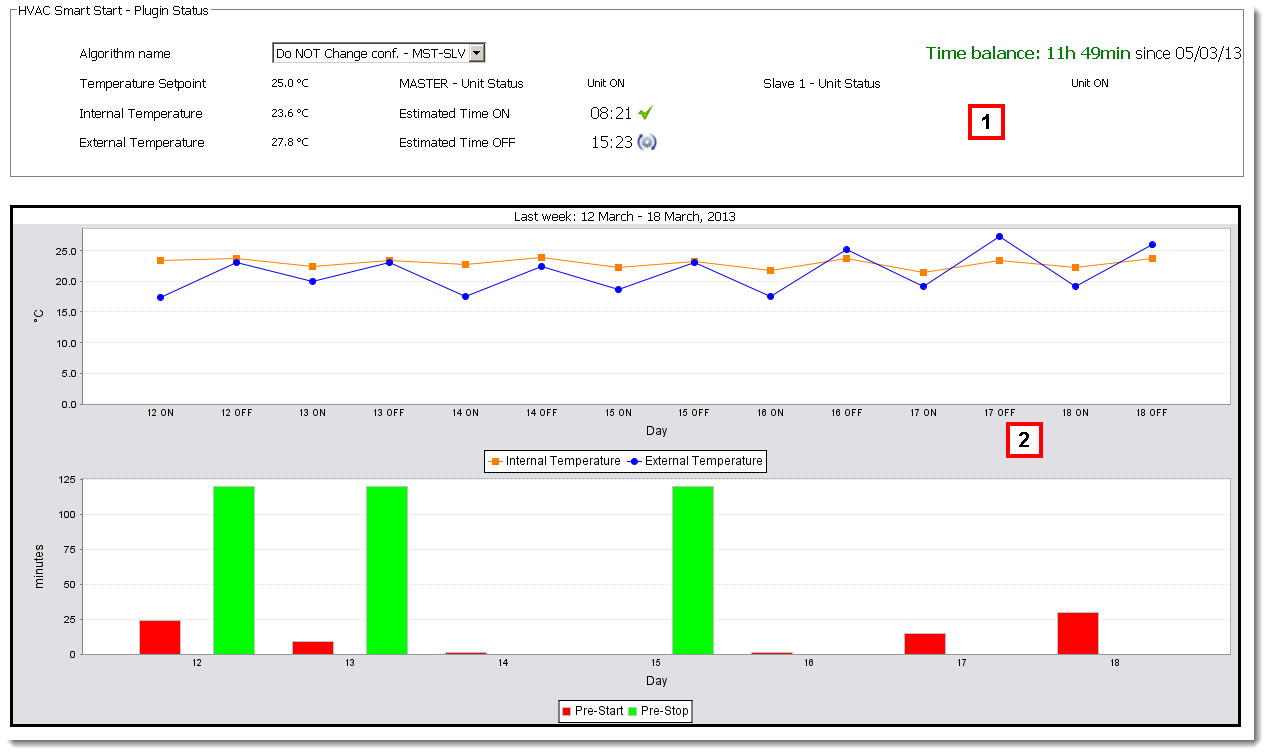 HVAC Smart Start - Plugin Status
Algorithm name Do NOT Change conf. - MST-SLV Time balance: 11h 49min since 05/03/13
Temperature Setpoint 25.0 °C MASTER - Unit Status Unit ON Slave 1 - Unit Status Unit ON
Internal Temperature 23.6 °C Estimated Time ON 08:21 1
External Temperature 27.8 °C Estimated Time OFF 15:23
Last week: 12 March - 18 March, 2013
25.0
20.0
15.0
10.0
5.0
0.0
°C
12 ON 12 OFF 13 ON 13 OFF 14 ON 14 OFF 15 ON 15 OFF 16 ON 16 OFF 17 ON 17 OFF 18 ON 18 OFF
Day
2
Internal Temperature External Temperature
125
100
75
50
25
0
minutes
12 13 14 15 16 17 18
Day
Pre-Start Pre-Stop